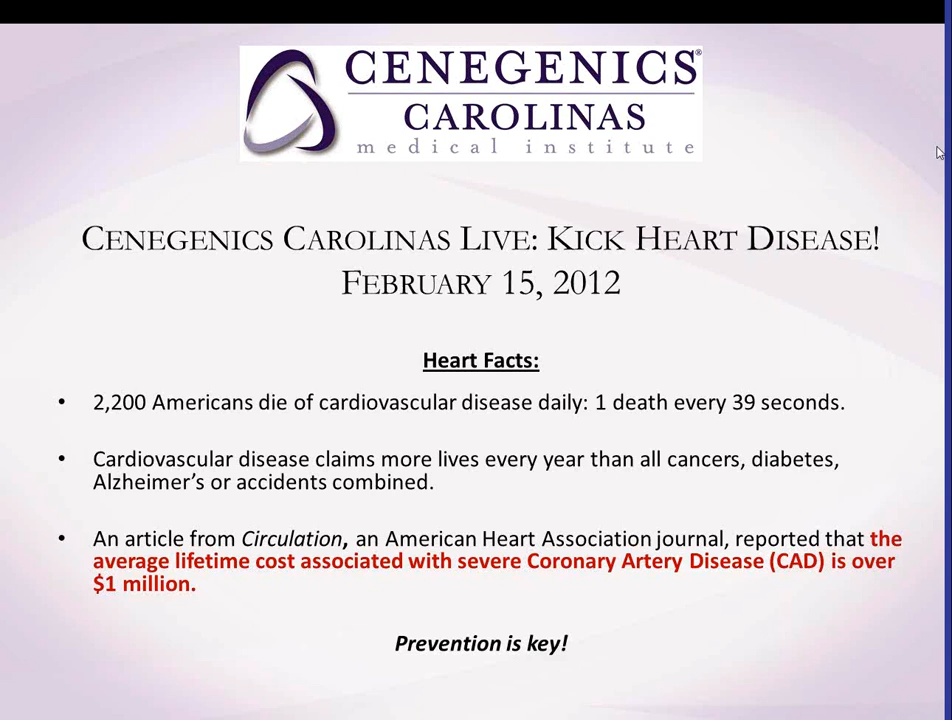 CENEGENICS®
CAROLINAS
medical institute
CENEGENICS CAROLINAS LIVE: KICK HEART DISEASE!
FEBRUARY 15, 2012
Heart Facts:
• 2,200 Americans die of cardiovascular disease daily: 1 death every 39 seconds.
• Cardiovascular disease claims more lives every year than all cancers, diabetes,
Alzheimer’s or accidents combined.
• An article from Circulation, an American Heart Association journal, reported that the
average lifetime cost associated with severe Coronary Artery Disease (CAD) is over
$1 million.
Prevention is key!